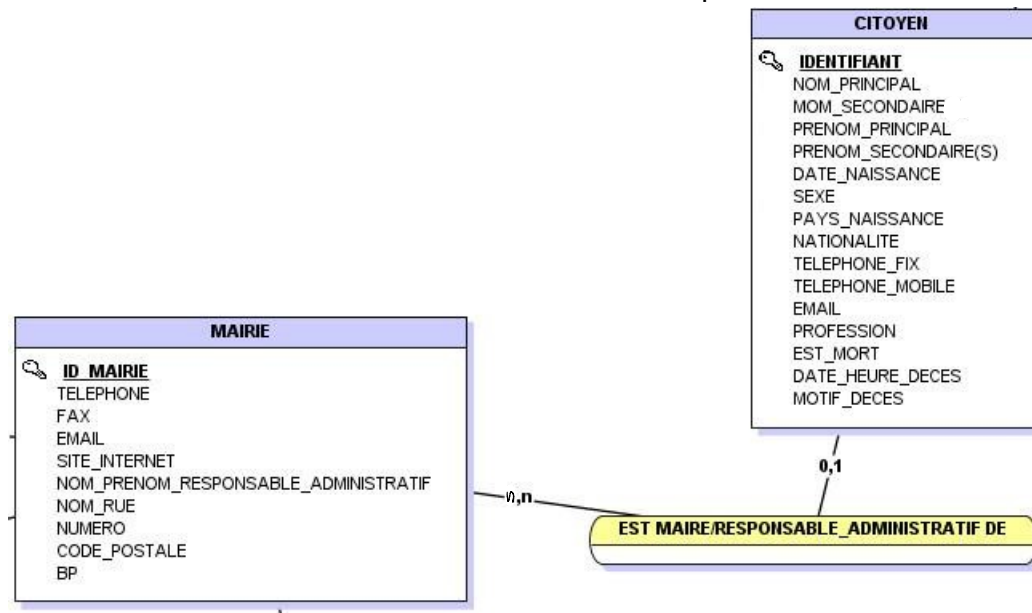 CITOYEN
IDENTIFIANT
NOM_PRINCIPAL
MOM_SECONDAIRE
PRENOM_PRINCIPAL
PRENOM_SECONDAIRE(S)
DATE_NAISSANCE
SEXE
PAYS_NAISSANCE
NATIONALITE
TELEPHONE_FIX
TELEPHONE_MOBILE
EMAIL
PROFESSION
EST_MORT
DATE_HEURE_DECES
MOTIF_DECES
MAIRIE
ID_MAIRIE
TELEPHONE
FAX
EMAIL
SITE_INTERNET
NOM_PRENOM_RESPONSABLE_ADMINISTRATIF
NOM_RUE
NUMERO
CODE_POSTALE
BP
0,1
EST MAIRE/RESPONSABLE_ADMINISTRATIF DE